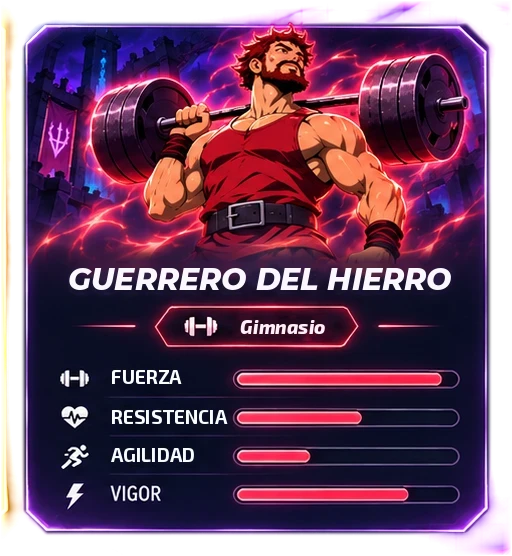 GUERRERO DEL HIERRO
Gimnasio
FUERZA
RESISTENCIA
AGILIDAD
VIGOR